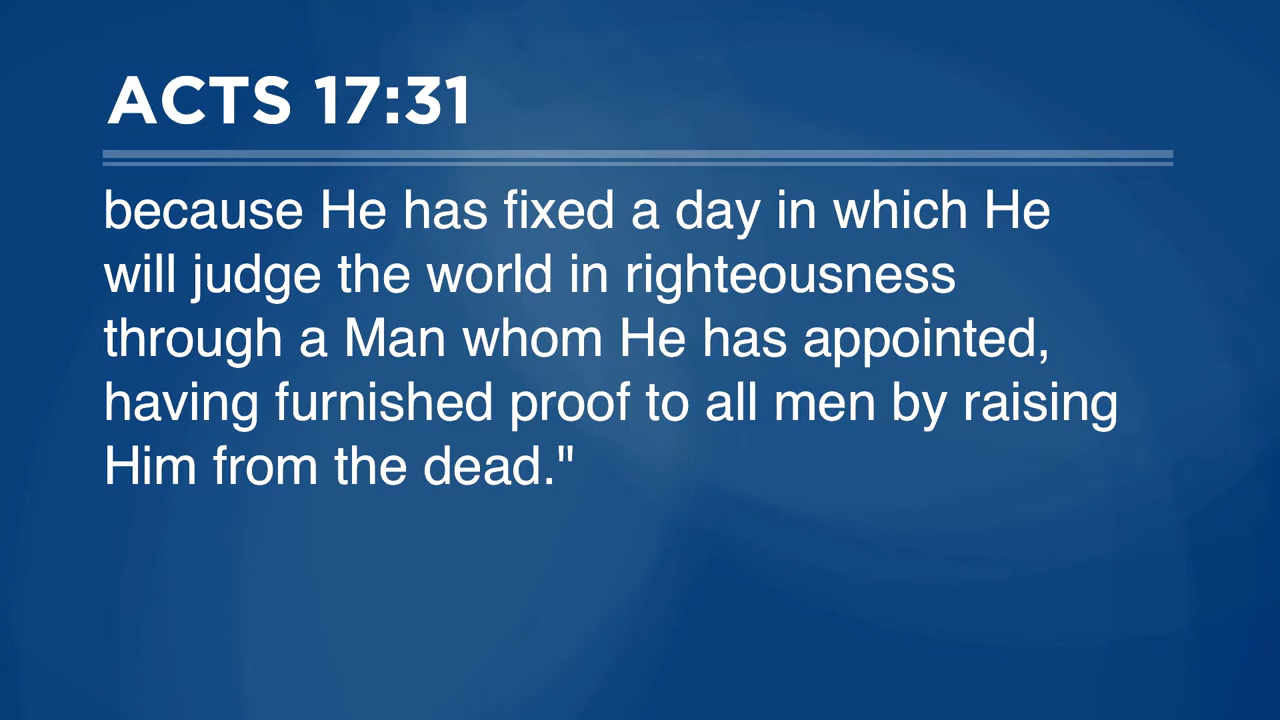 ACTS 17:31
because He has fixed a day in which He
will judge the world in righteousness
through a Man whom He has appointed,
having furnished proof to all men by raising
Him from the dead."